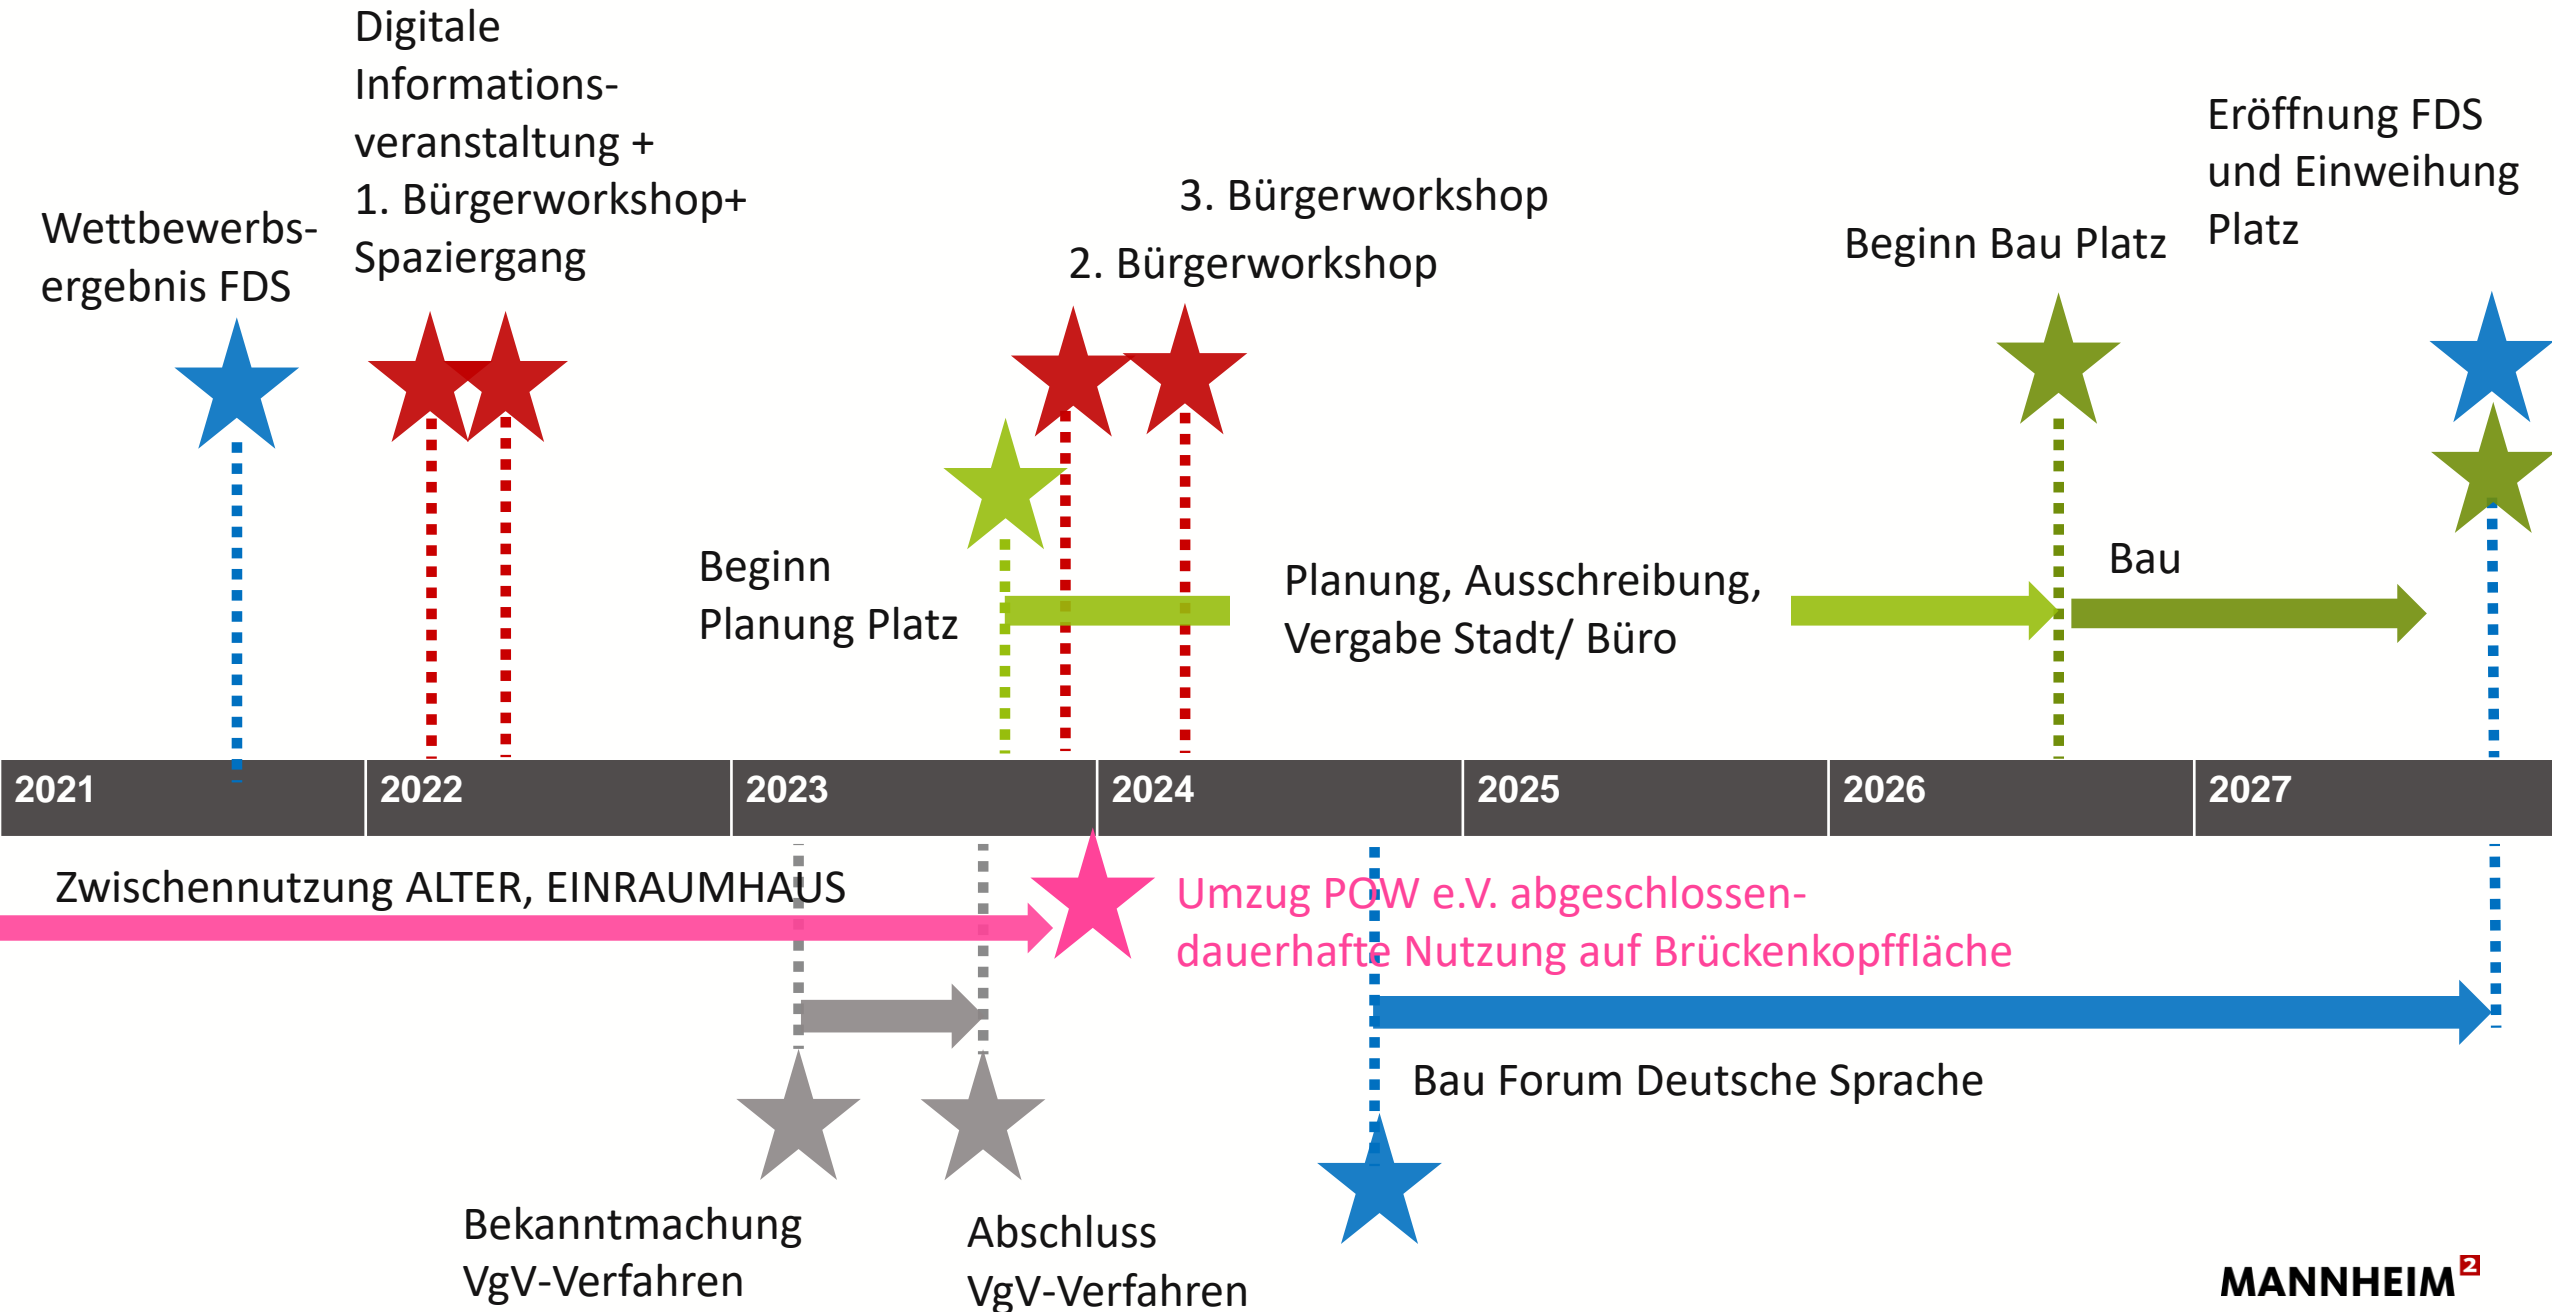 Digitale
Informations-
veranstaltung +
1. Bürgerworkshop+
Spaziergang
Wettbewerbs-
ergebnis FDS
3. Bürgerworkshop
2. Bürgerworkshop
Beginn Bau Platz
Eröffnung FDS
und Einweihung
Platz
Beginn
Planung Platz
Planung, Ausschreibung,
Vergabe Stadt/ Büro
Bau
2021
2022
2023
2024
2025
2026
2027
Zwischennutzung ALTER, EINRAUMHAUS
Umzug POW e.V. abgeschlossen-
dauerhafte Nutzung auf Brückenkopffläche
Bau Forum Deutsche Sprache
Bekanntmachung
VgV-Verfahren
Abschluss
VgV-Verfahren
MANNHEIM²